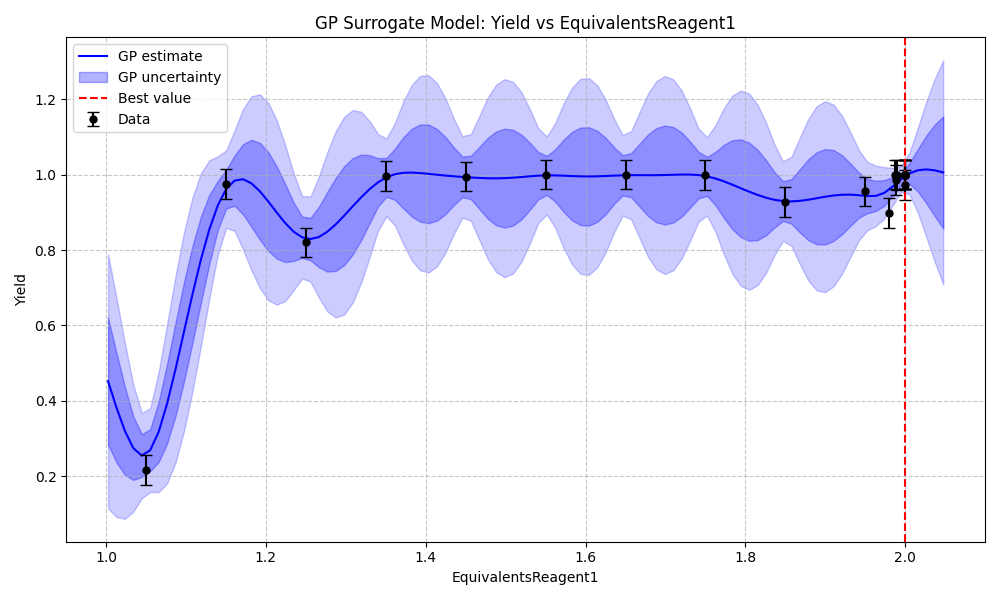 GP Surrogate Model: Yield vs EquivalentsReagent1
GP estimate
GP uncertainty
Best value
Data
Yield
1.2
1.0
0.8
0.6
0.4
0.2
1.0 1.2 1.4 1.6 1.8 2.0
EquivalentsReagent1